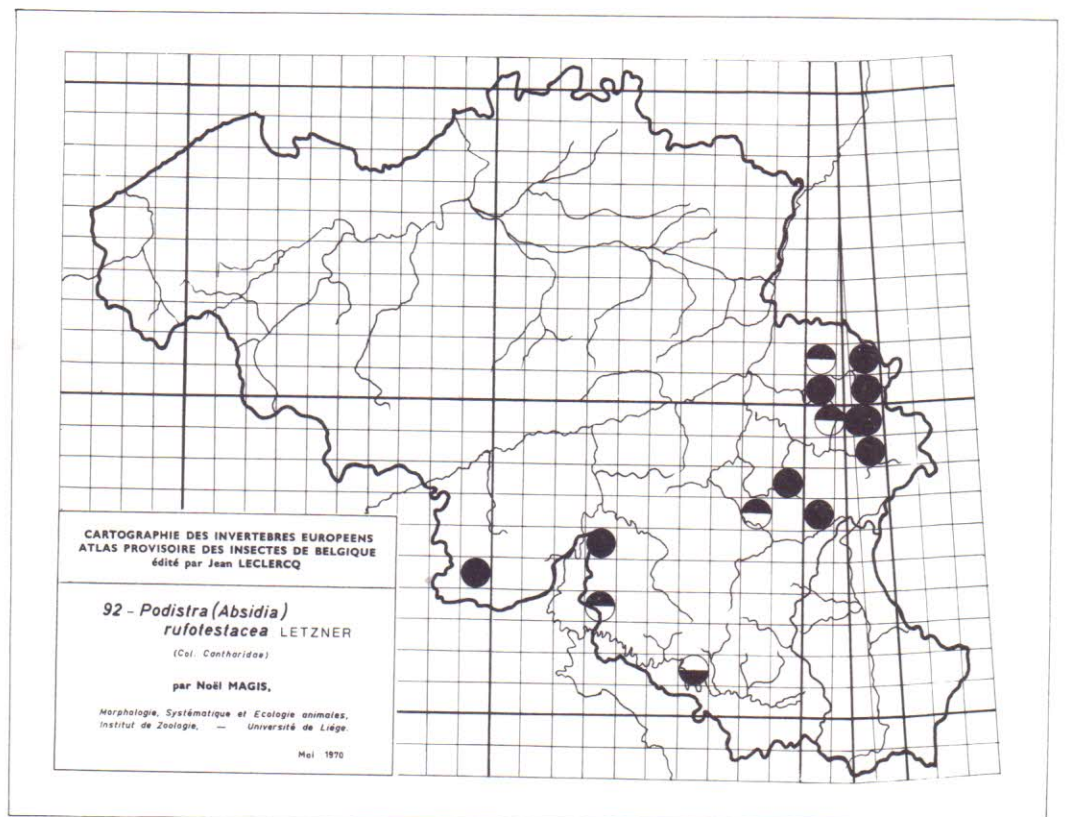 CARTOGRAPHIE DES INVERTEBRES EUROPEENS
ATLAS PROVISOIRE DES INSECTES DE BELGIQUE
édité par Jean LECLERCQ
92 - Podistra (Absidia)
rufotestacea LETZNER
(Col. Cantharidae)
par Noël MAGIS,
Morphologie, Systématique et Ecologie animales,
Institut de Zoologie, — Université de Liége.
Mai 1970